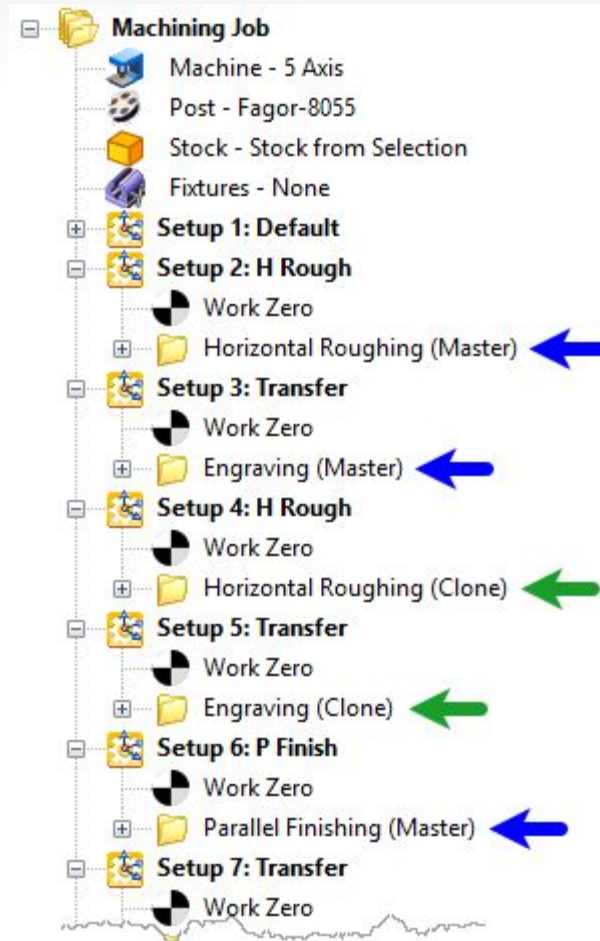 Machining Job
Machine - 5 Axis
Post - Fagor-8055
Stock - Stock from Selection
Fixtures - None
Setup 1: Default
Setup 2: H Rough
Work Zero
Horizontal Roughing (Master)
Setup 3: Transfer
Work Zero
Engraving (Master)
Setup 4: H Rough
Work Zero
Horizontal Roughing (Clone)
Setup 5: Transfer
Work Zero
Engraving (Clone)
Setup 6: P Finish
Work Zero
Parallel Finishing (Master)
Setup 7: Transfer
Work Zero